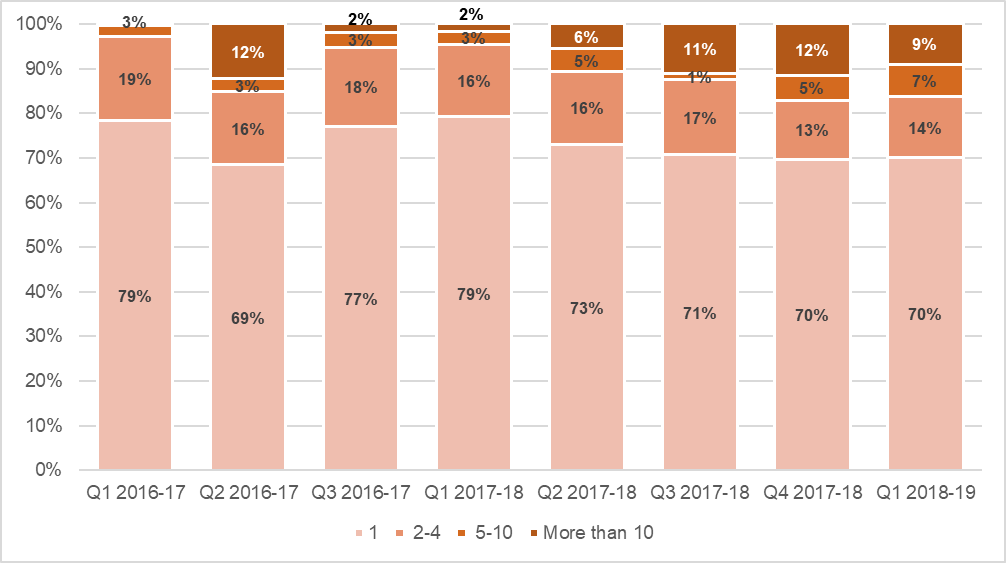 2% 2%
100% 3%
12% 6% 11% 12% 9%
3% 3%
90% 5% 1% 5% 7%
3%
80% 19% 16% 18% 16% 16% 17% 13% 14%
70%
60%
50%
40% 79% 69% 77% 79% 73% 71% 70% 70%
30%
20%
10%
0%
Q1 2016-17 Q2 2016-17 Q3 2016-17 Q1 2017-18 Q2 2017-18 Q3 2017-18 Q4 2017-18 Q1 2018-19
1 2-4 5-10 More than 10